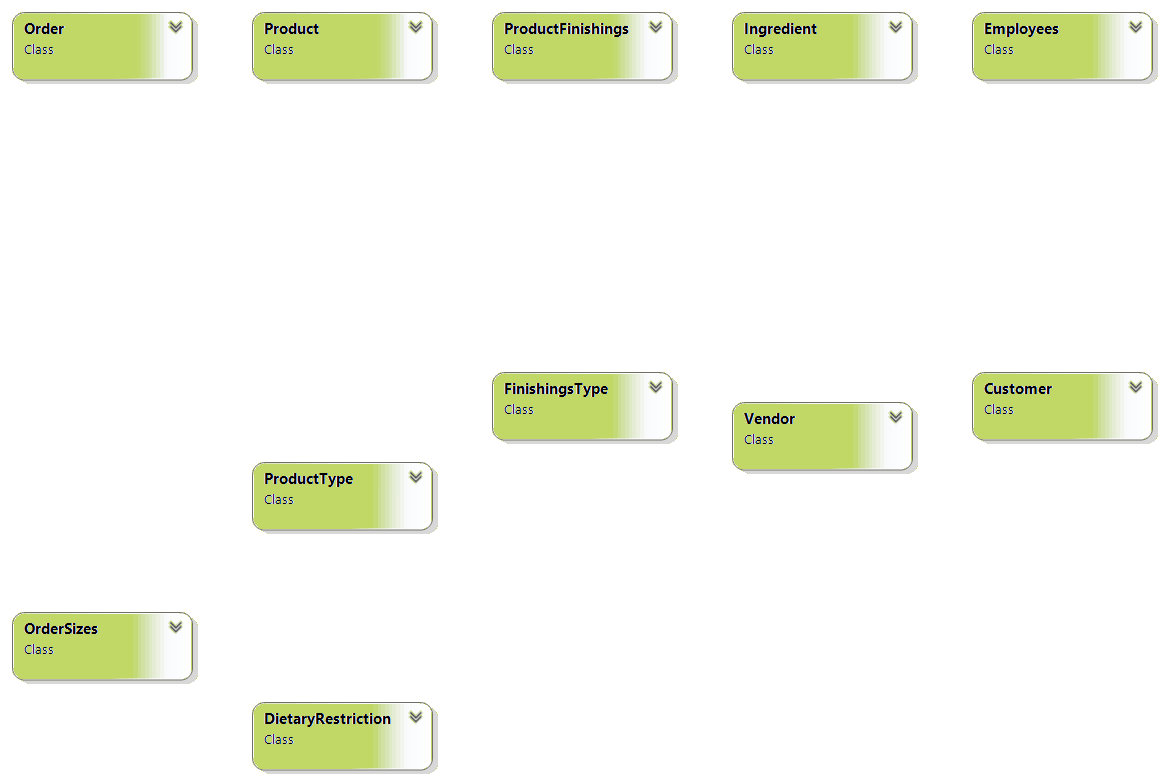 Order
Class
Product
Class
ProductFinishings
Class
Ingredient
Class
Employees
Class
FinishingsType
Class
Customer
Class
Vendor
Class
ProductType
Class
OrderSizes
Class
DietaryRestriction
Class